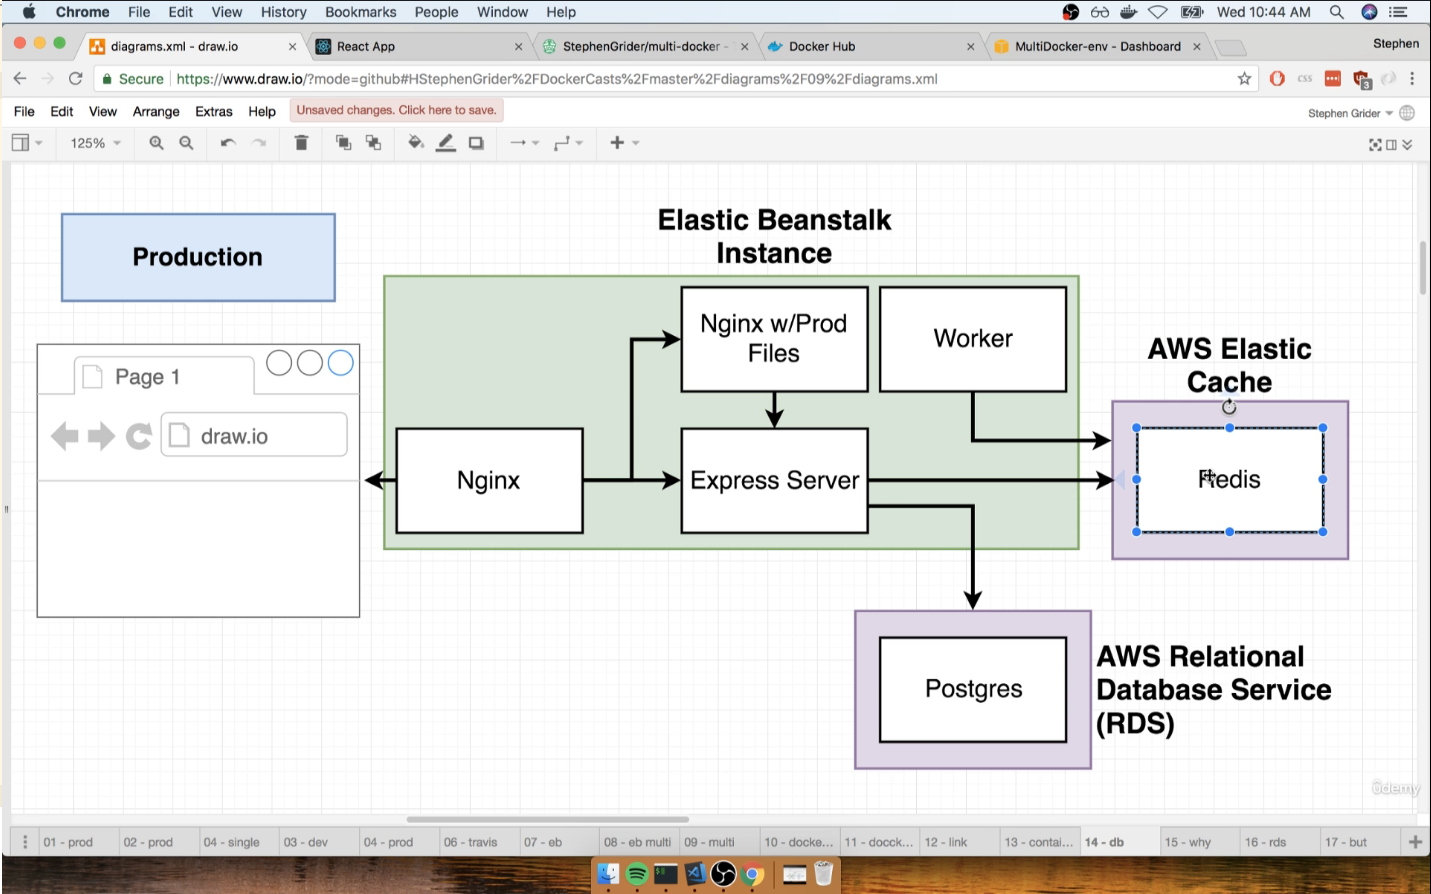 Chrome File Edit View History Bookmarks People Window Help Wed 10:44 AM
diagrams.xml - draw.io React App StephenGrider/multi-docker - Docker Hub MultiDocker-env - Dashboard Stephen
Secure https://www.draw.io/?mode=github#HStephenGrider%2FDockerCasts%2Fmaster%2Fdiagrams%2F09%2Fdiagrams.xml css 3
File Edit View Arrange Extras Help Unsaved changes. Click here to save. Stephen Grider
125%
Production
Elastic Beanstalk
Instance
Nginx w/Prod
Files
Worker
AWS Elastic
Cache
Page 1
draw.io
Nginx
Express Server
Redis
Postgres
AWS Relational
Database Service
(RDS)
ûdemy
01 - prod 02 - prod 04 - single 03 - dev 04 - prod 06 - travis 07 - eb 08 - eb multi 09 - multi 10 - docke... 11 - docck... 12 - link 13 - contai... 14 - db 15 - why 16 - rds 17 - but